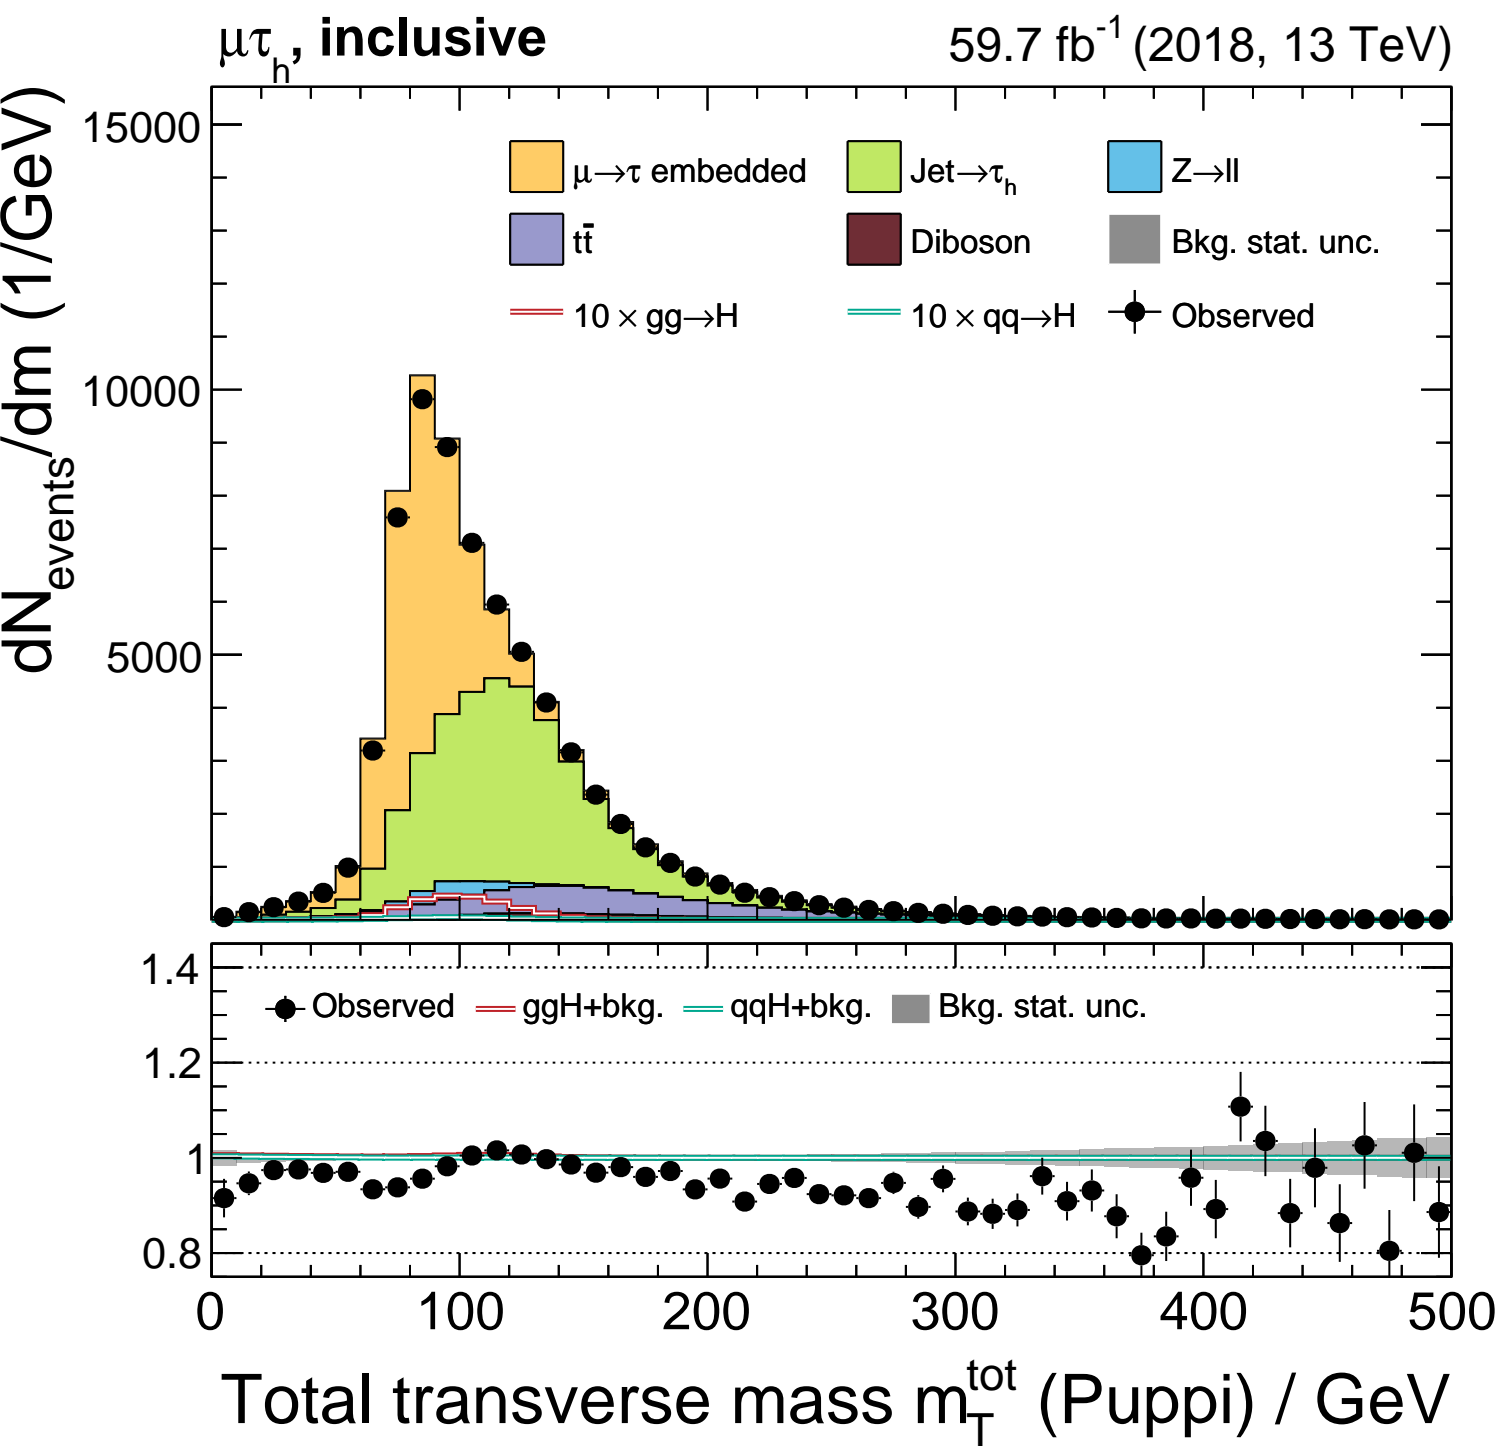 μτh, inclusive
59.7 fb-1 (2018, 13 TeV)
dNevents/dm (1/GeV)
15000
10000
5000
μ→τ embedded
Jet→τh
Z→ll
tt̄
Diboson
Bkg. stat. unc.
10 × gg→H
10 × qq→H
Observed
1.4
1.2
1
0.8
Observed
ggH+bkg.
qqH+bkg.
Bkg. stat. unc.
0
100
200
300
400
500
Total transverse mass mTtot (Puppi) / GeV